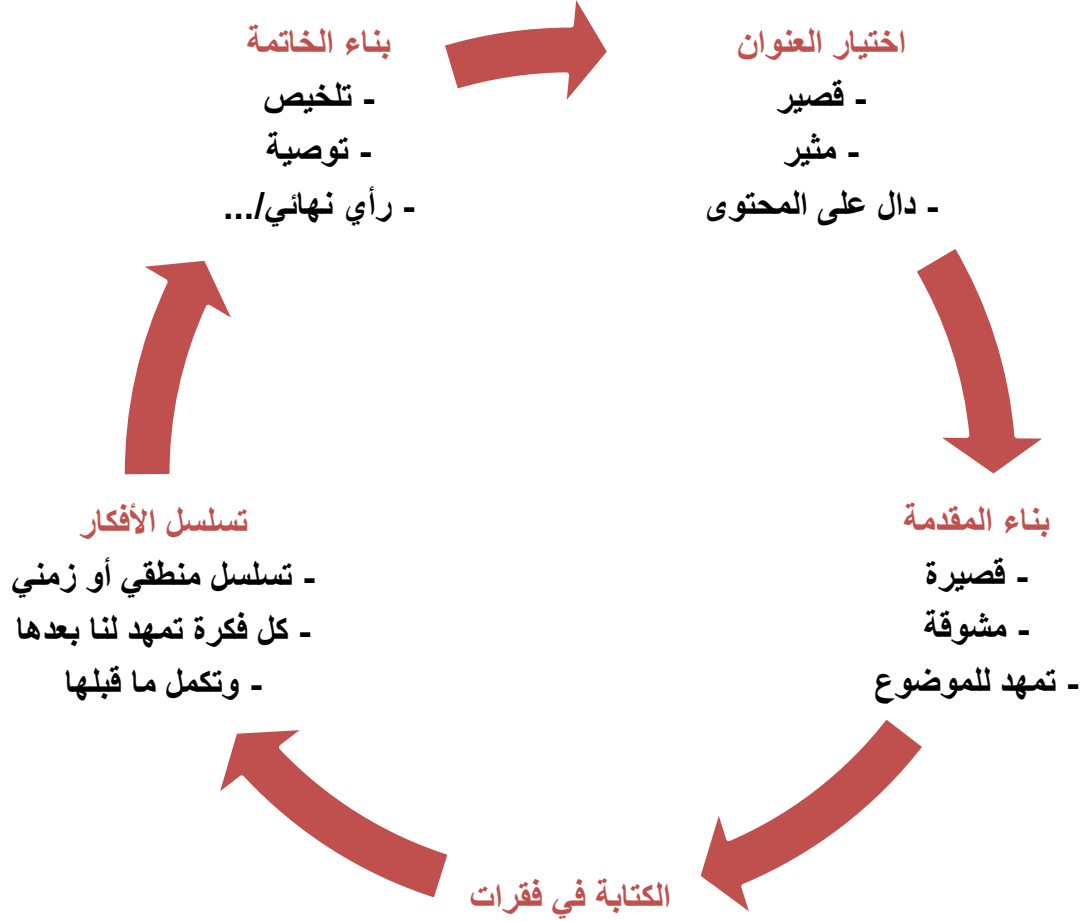 اختيار العنوان
- قصير
- مثير
- دال على المحتوى
بناء المقدمة
- قصيرة
- مشوقة
- تمهد للموضوع
الكتابة في فقرات
تسلسل الأفكار
- تسلسل منطقي أو زمني
- كل فكرة تمهد لنا بعدها
- وتكمل ما قبلها
بناء الخاتمة
- تلخيص
- توصية
- رأي نهائي/...